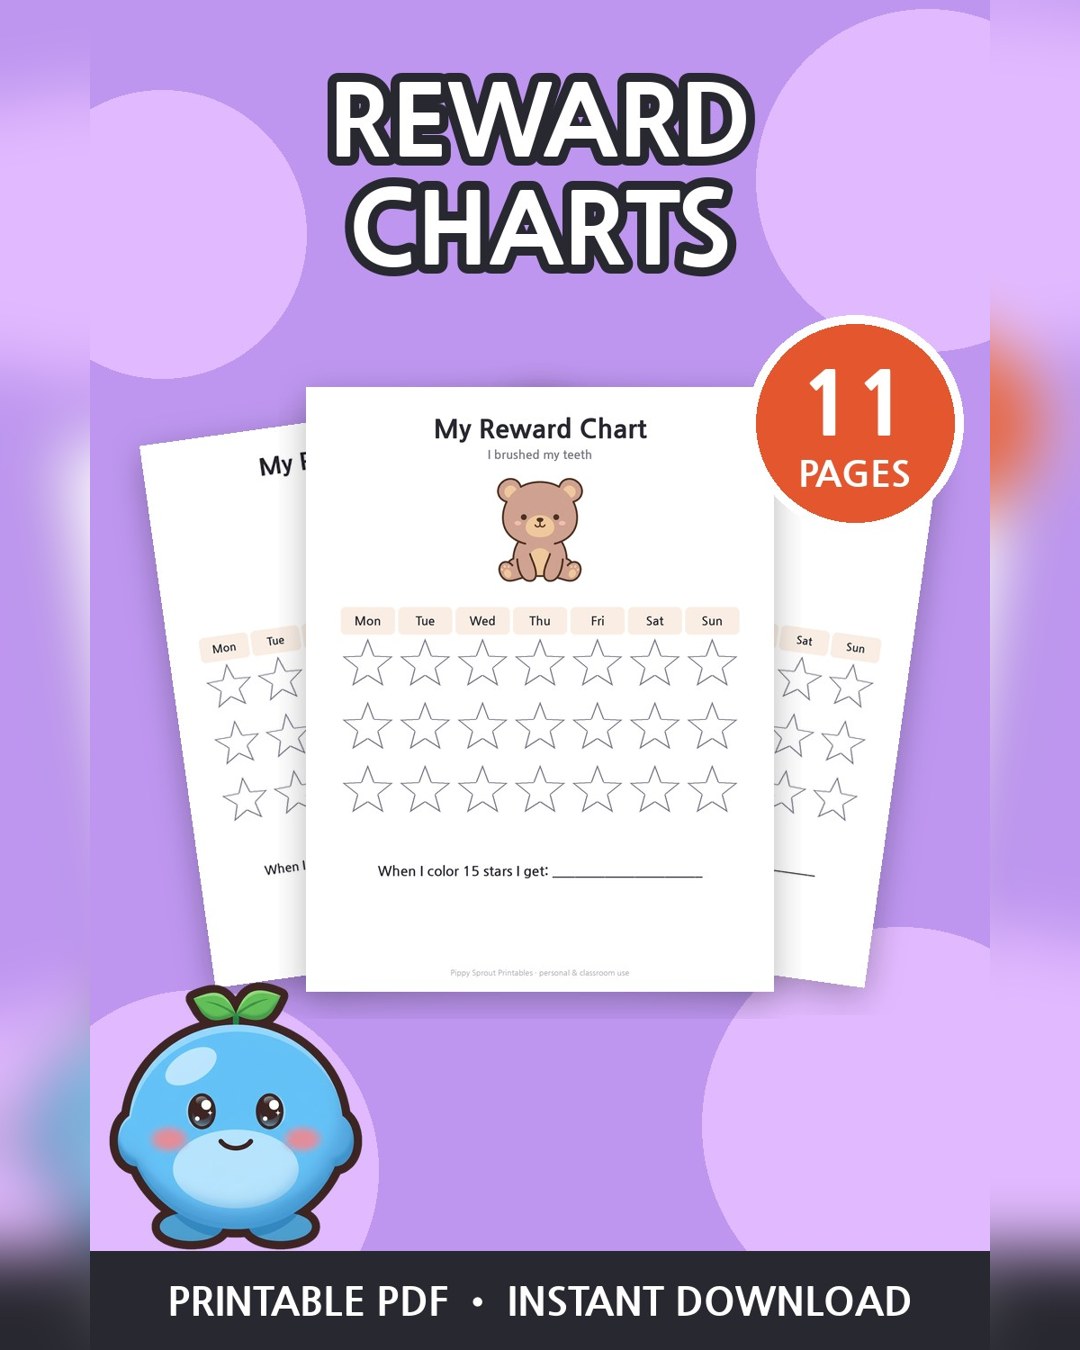 REWARD
CHARTS
11
PAGES
My Reward Chart
I brushed my teeth
Mon Tue Wed Thu Fri Sat Sun
When I color 15 stars I get: ____________________
Pippy Sprout Printables · personal & classroom use
My
Mon Tue
When I
Sat Sun
PRINTABLE PDF • INSTANT DOWNLOAD